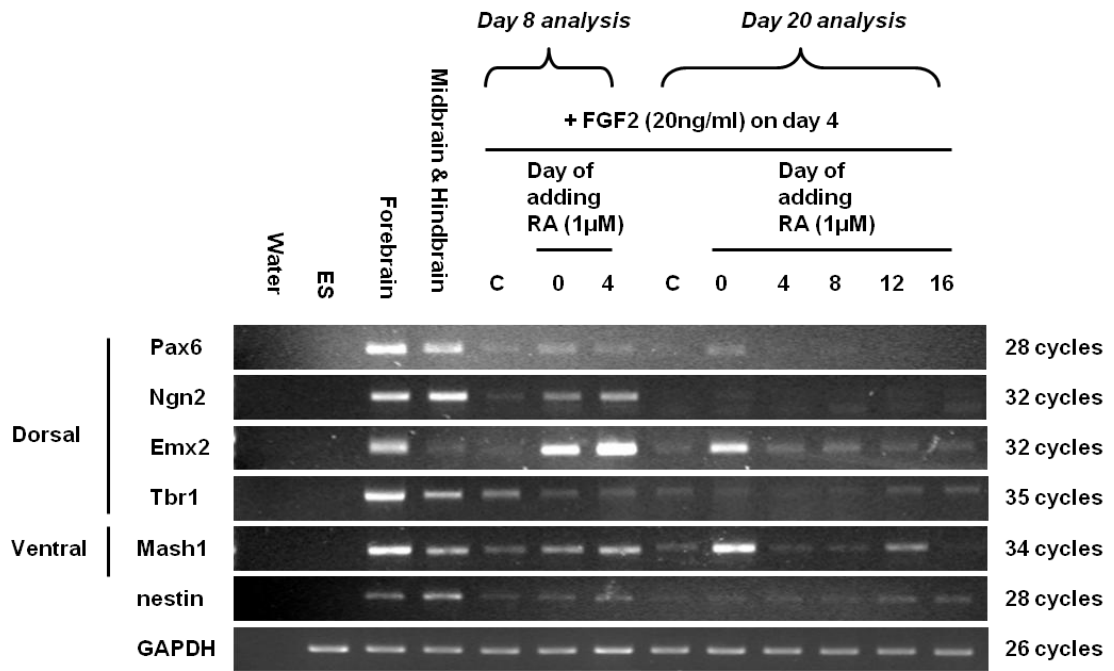 Day 8 analysis Day 20 analysis
+ FGF2 (20ng/ml) on day 4
Day of adding RA (1µM)
Day of adding RA (1µM)
Water
ES
Forebrain
Midbrain & Hindbrain
C 0 4 C 0 4 8 12 16
Dorsal
Pax6 28 cycles
Ngn2 32 cycles
Emx2 32 cycles
Tbr1 35 cycles
Ventral
Mash1 34 cycles
nestin 28 cycles
GAPDH 26 cycles